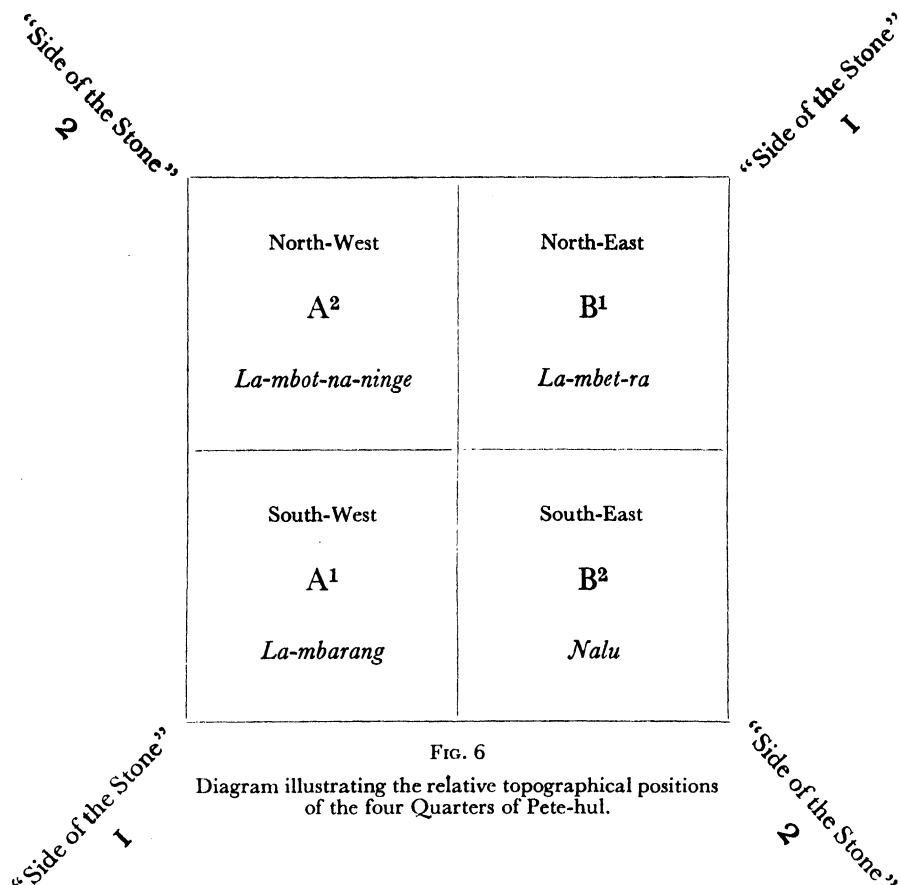 “Side of the Stone”
2
“Side of the Stone”
1
North-West
A²
La-mbot-na-ninge
North-East
B¹
La-mbet-ra
South-West
A¹
La-mbarang
South-East
B²
Nalu
“Side of the Stone”
1
“Side of the Stone”
2
FIG. 6
Diagram illustrating the relative topographical positions
of the four Quarters of Pete-hul.